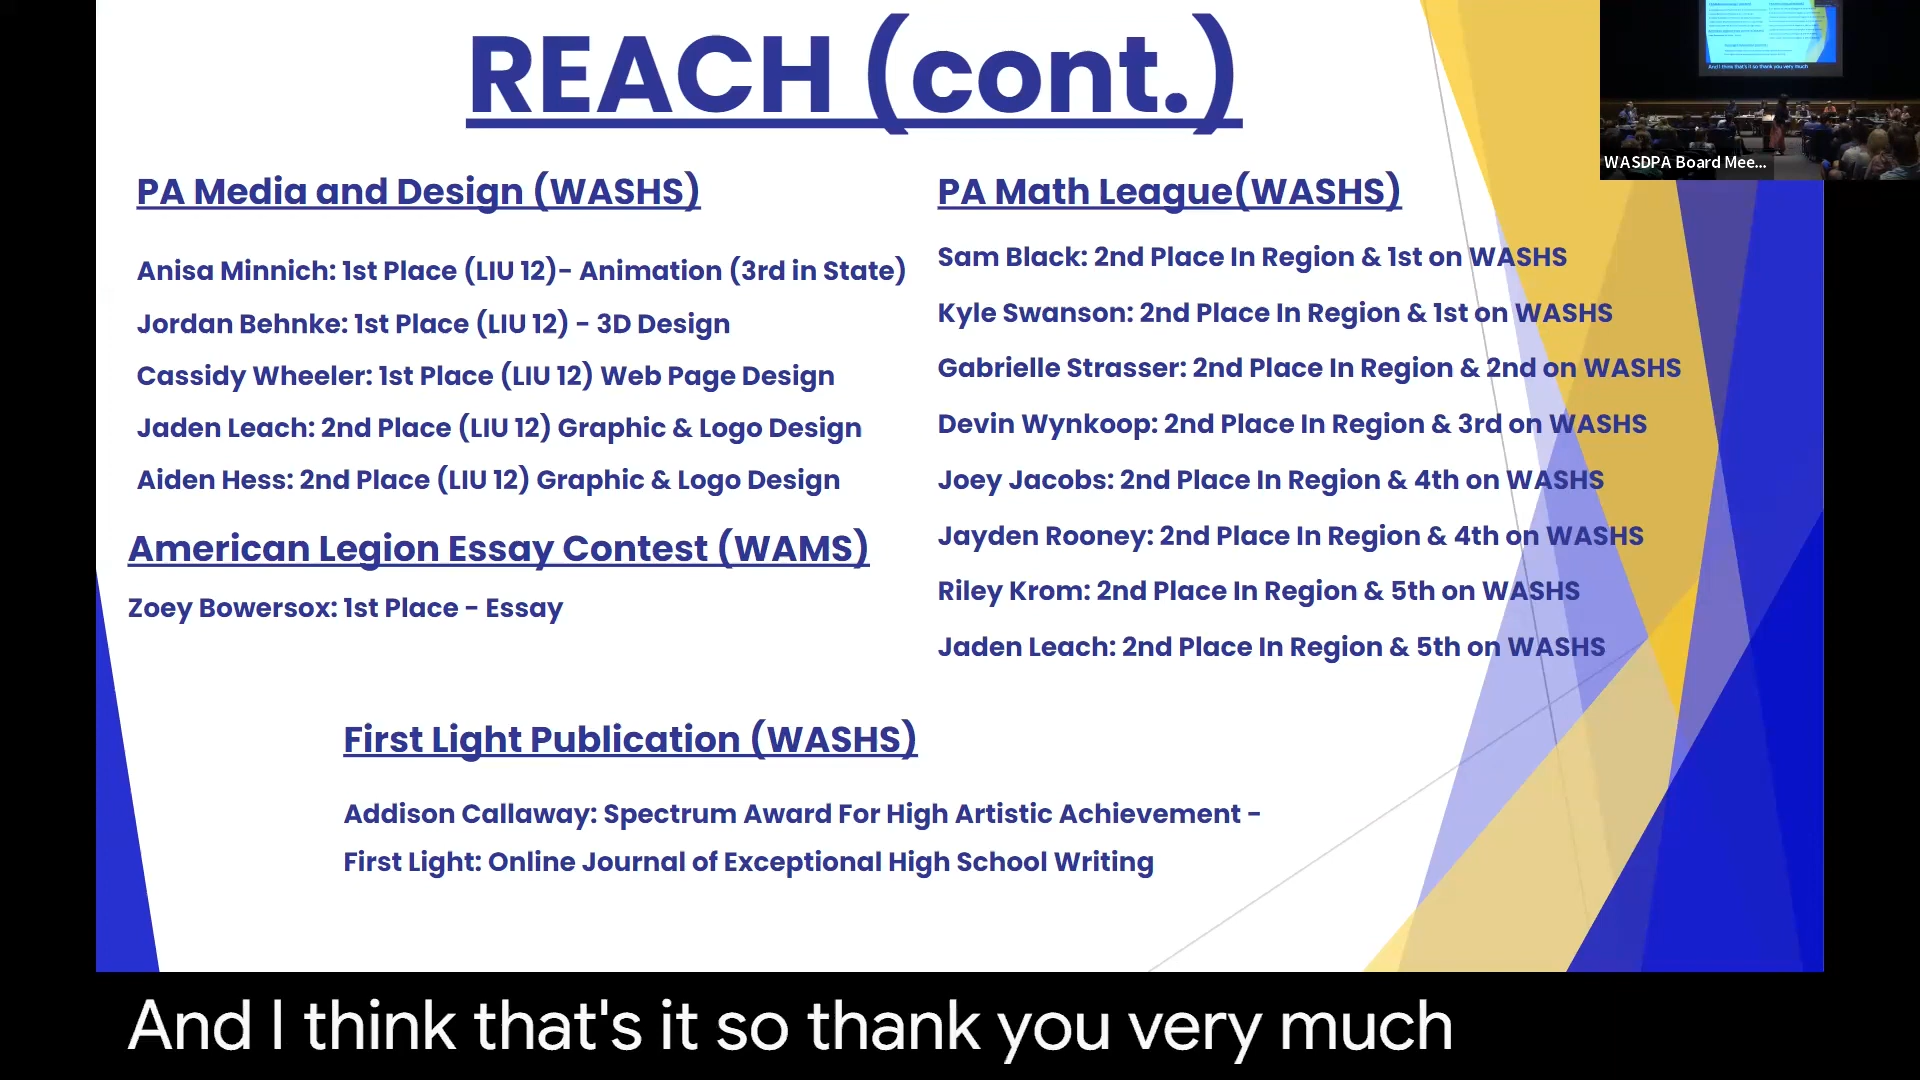 REACH (cont.)
WASDPA Board Mee...
PA Media and Design (WASHS)
Anisa Minnich: 1st Place (LIU 12)- Animation (3rd in State)
Jordan Behnke: 1st Place (LIU 12) - 3D Design
Cassidy Wheeler: 1st Place (LIU 12) Web Page Design
Jaden Leach: 2nd Place (LIU 12) Graphic & Logo Design
Aiden Hess: 2nd Place (LIU 12) Graphic & Logo Design
American Legion Essay Contest (WAMS)
Zoey Bowersox: 1st Place - Essay
PA Math League(WASHS)
Sam Black: 2nd Place In Region & 1st on WASHS
Kyle Swanson: 2nd Place In Region & 1st on WASHS
Gabrielle Strasser: 2nd Place In Region & 2nd on WASHS
Devin Wynkoop: 2nd Place In Region & 3rd on WASHS
Joey Jacobs: 2nd Place In Region & 4th on WASHS
Jayden Rooney: 2nd Place In Region & 4th on WASHS
Riley Krom: 2nd Place In Region & 5th on WASHS
Jaden Leach: 2nd Place In Region & 5th on WASHS
First Light Publication (WASHS)
Addison Callaway: Spectrum Award For High Artistic Achievement -
First Light: Online Journal of Exceptional High School Writing
And I think that's it so thank you very much
And I think that's it so thank you very much